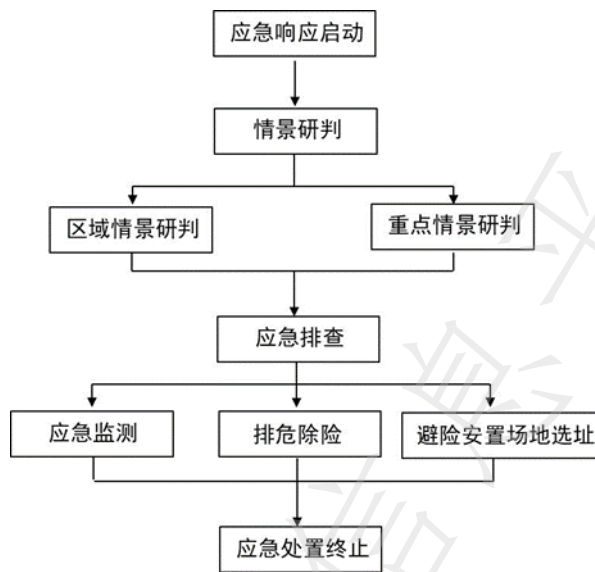 应急响应启动
情景研判
区域情景研判
重点情景研判
应急排查
应急监测
排危除险
避险安置场地选址
应急处置终止